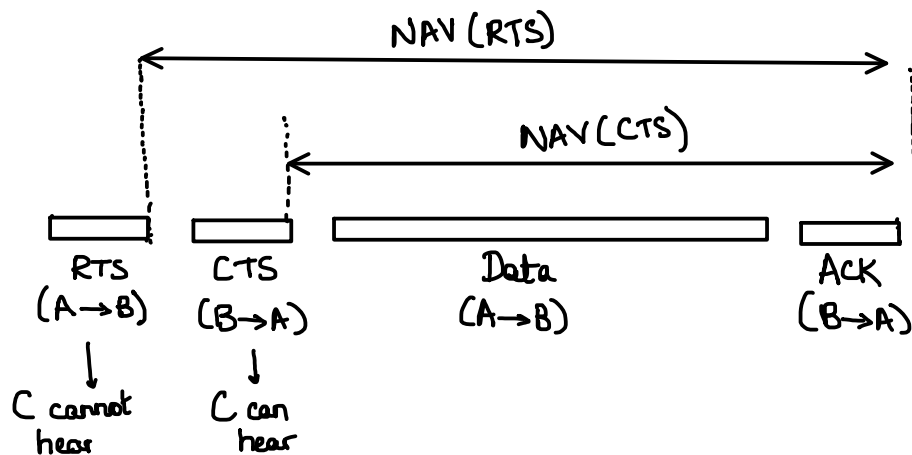 NAV (RTS)
NAV (CTS)
RTS
(A→B)
CTS
(B→A)
Data
(A→B)
ACK
(B→A)
C cannot
hear
C can
hear